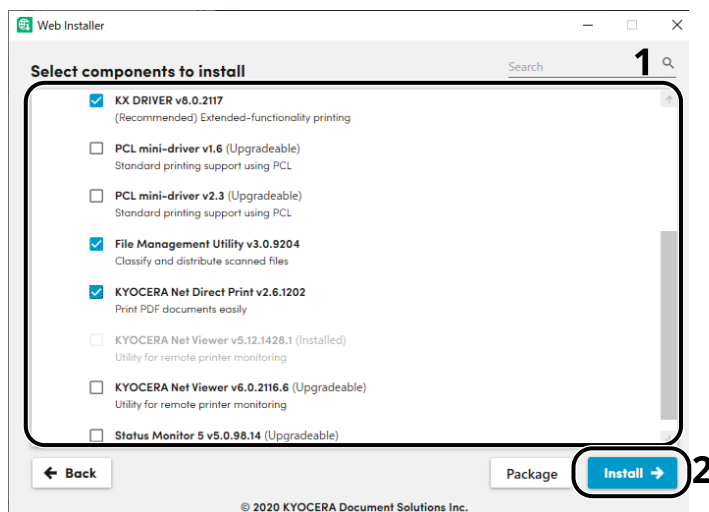 Web Installer
Select components to install
Search
1
KX DRIVER v8.0.2117
(Recommended) Extended-functionality printing
PCL mini-driver v1.6 (Upgradeable)
Standard printing support using PCL
PCL mini-driver v2.3 (Upgradeable)
Standard printing support using PCL
File Management Utility v3.0.9204
Classify and distribute scanned files
KYOCERA Net Direct Print v2.6.1202
Print PDF documents easily
KYOCERA Net Viewer v5.12.1428.1 (Installed)
Utility for remote printer monitoring
KYOCERA Net Viewer v6.0.2116.6 (Upgradeable)
Utility for remote printer monitoring
Status Monitor 5 v5.0.98.14 (Upgradeable)
Back
Package
Install
2
© 2020 KYOCERA Document Solutions Inc.